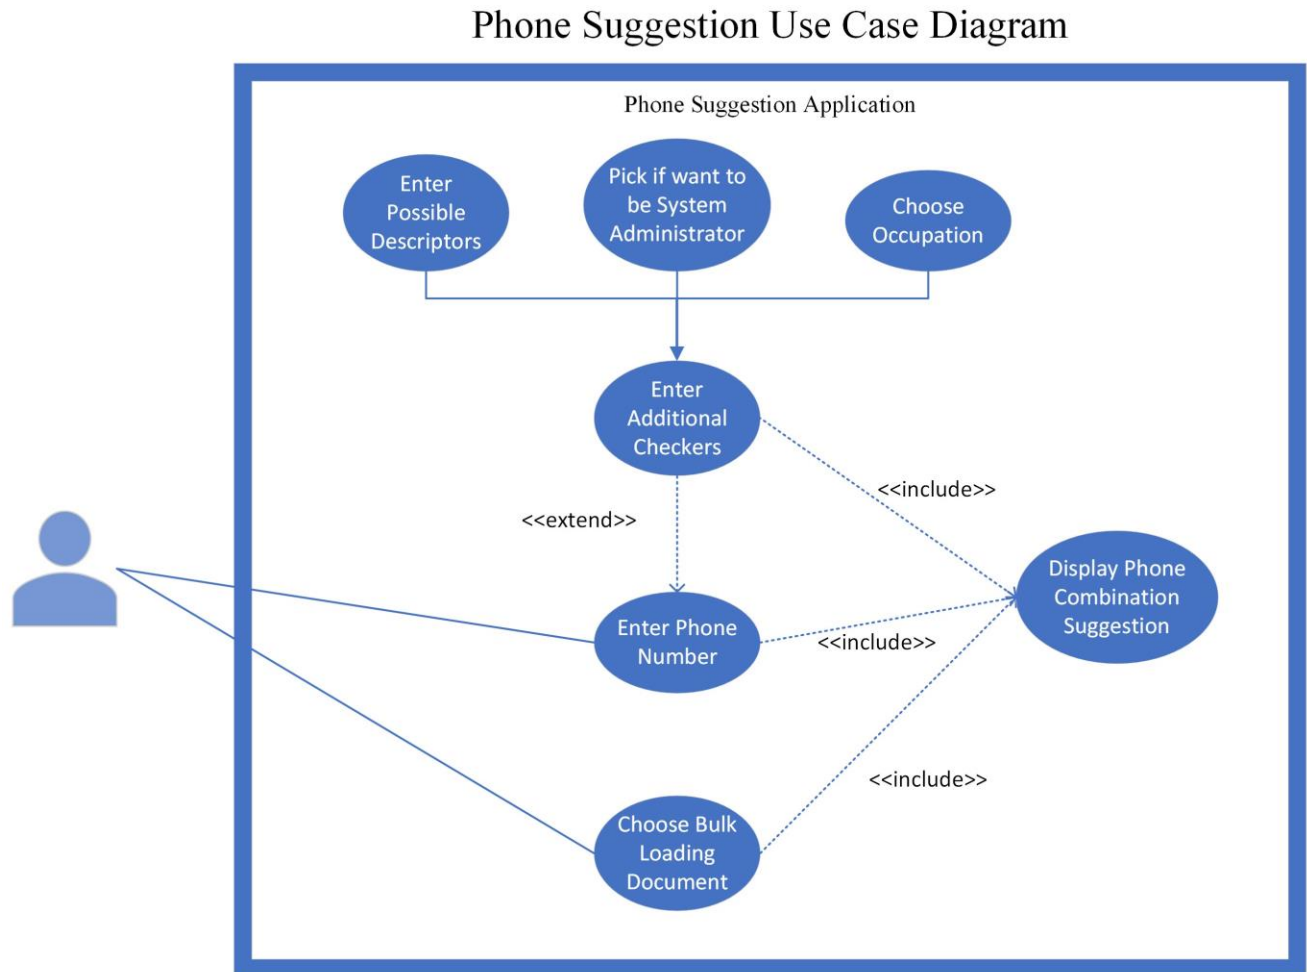 Phone Suggestion Use Case Diagram
Phone Suggestion Application
Enter
Possible
Descriptors
Pick if want to
be System
Administrator
Choose
Occupation
Enter
Additional
Checkers
<<include>>
<<extend>>
Display Phone
Combination
Suggestion
Enter Phone
Number
<<include>>
<<include>>
Choose Bulk
Loading
Document